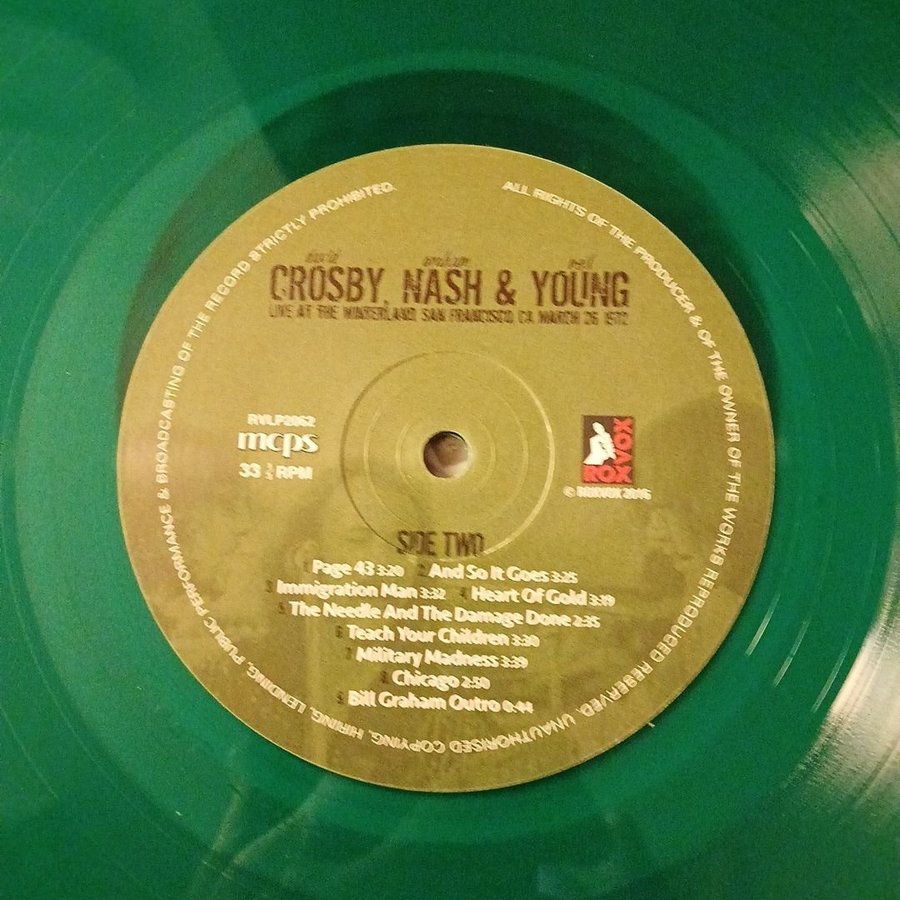 ALL RIGHTS OF THE PRODUCER & OF THE OWNER OF THE WORKS REPRODUCED RESERVED. UNAUTHORISED COPYING, HIRING, LENDING, PUBLIC PERFORMANCE & BROADCASTING OF THE RECORD STRICTLY PROHIBITED.
david graham neil
CROSBY, NASH & YOUNG
LIVE AT THE WINTERLAND SAN FRANCISCO, CA MARCH 26 1972
RVLP2062
mcps
33 1/3 RPM
ROXVOX
© ROXVOX 2016
SIDE TWO
1 Page 43 3:20 2 And So It Goes 3:25
3 Immigration Man 3:32 4 Heart Of Gold 3:19
5 The Needle And The Damage Done 2:35
6 Teach Your Children 3:30
7 Military Madness 3:39
8 Chicago 2:50
9 Bill Graham Outro 0:44